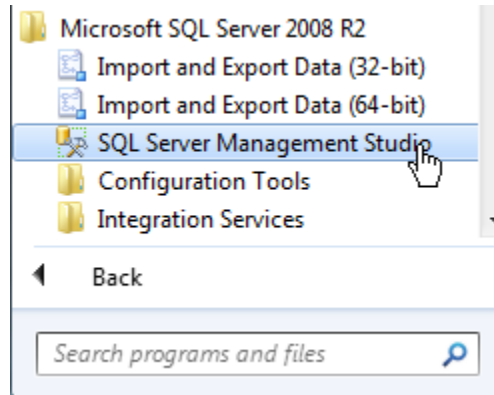 Microsoft SQL Server 2008 R2
Import and Export Data (32-bit)
Import and Export Data (64-bit)
SQL Server Management Studio
Configuration Tools
Integration Services
Back
Search programs and files